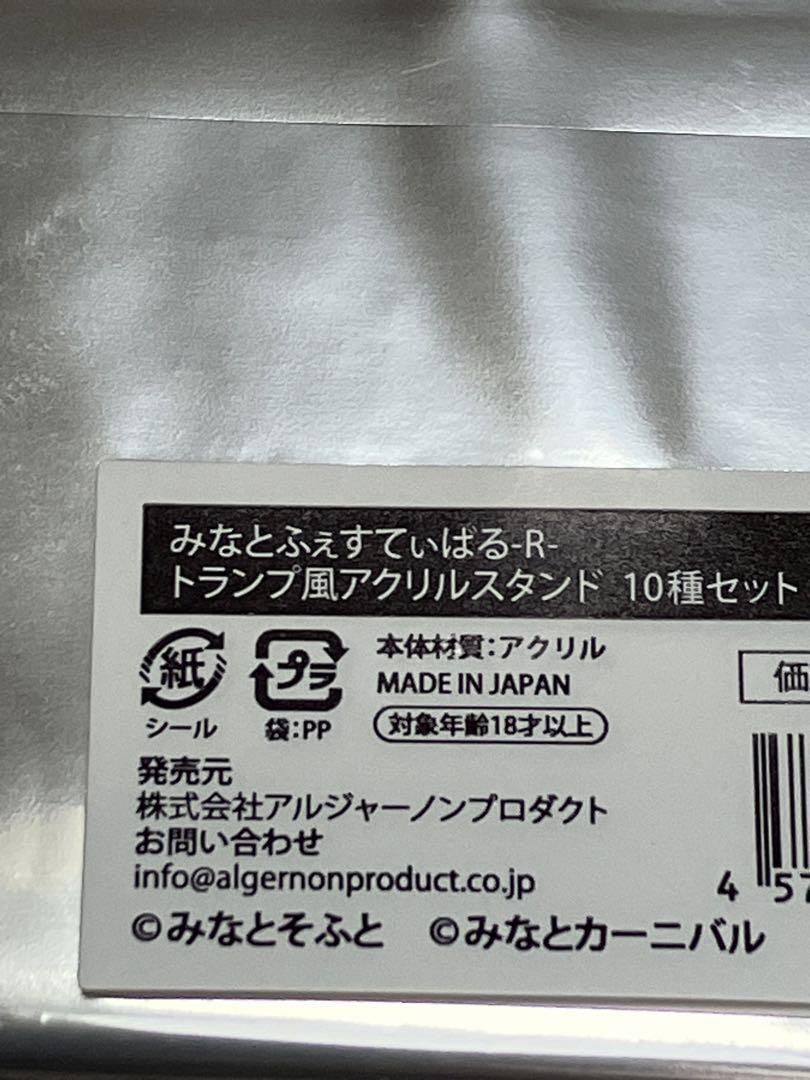 みなとふぇすてぃばる-R-
トランプ風アクリルスタンド 10種セット
紙 プラ 本体材質:アクリル
シール 袋:PP MADE IN JAPAN
対象年齢18才以上
価
発売元
株式会社アルジャーノンプロダクト
お問い合わせ
info@algernonproduct.co.jp
4 57
©みなとそふと ©みなとカーニバル